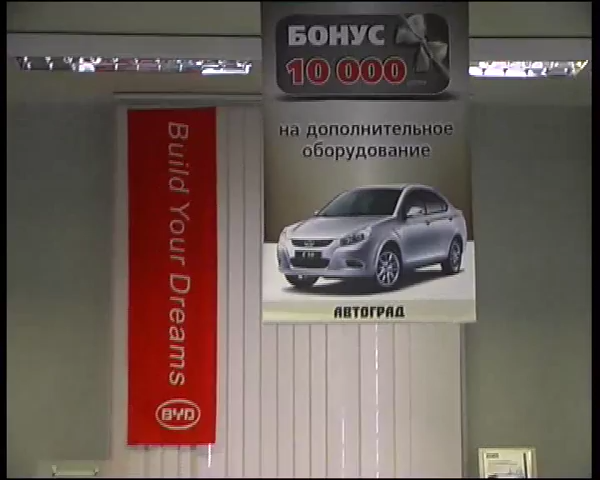 БОНУС
10 000
на дополнительное
оборудование
АВТОГРАД
Build Your Dreams
BYD